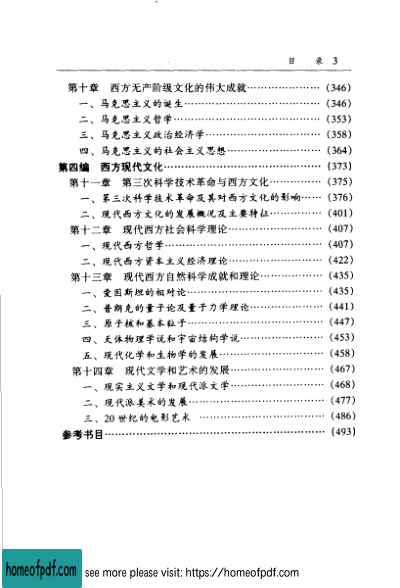 目 录 3
第十章 西方无产阶级文化的伟大成就………………… (346)
一、马克思主义的诞生………………………………… (346)
二、马克思主义哲学…………………………………… (353)
三、马克思主义政治经济学…………………………… (358)
四、马克思主义的社会主义思想……………………… (364)
第四编 西方现代文化…………………………………… (373)
第十一章 第三次科学技术革命与西方文化…………… (375)
一、第三次科学技术革命及其对西方文化的影响…… (376)
二、现代西方文化的发展概况及主要特征…………… (401)
第十二章 现代西方社会科学理论……………………… (407)
一、现代西方哲学……………………………………… (407)
二、现代西方资本主义经济理论……………………… (422)
第十三章 现代西方自然科学成就和理论……………… (435)
一、爱因斯坦的相对论………………………………… (435)
二、普朗克的量子论及量子力学理论………………… (441)
三、原子核和基本粒子………………………………… (447)
四、天体物理学说和宇宙结构学说…………………… (453)
五、现代化学和生物学的发展………………………… (458)
第十四章 现代文学和艺术的发展……………………… (467)
一、现实主义文学和现代派文学……………………… (468)
二、现代派美术的发展………………………………… (477)
三、20世纪的电影艺术 ……………………………… (486)
参考书目…………………………………………………… (493)
homeofpdf.com
see more please visit: https://homeofpdf.com